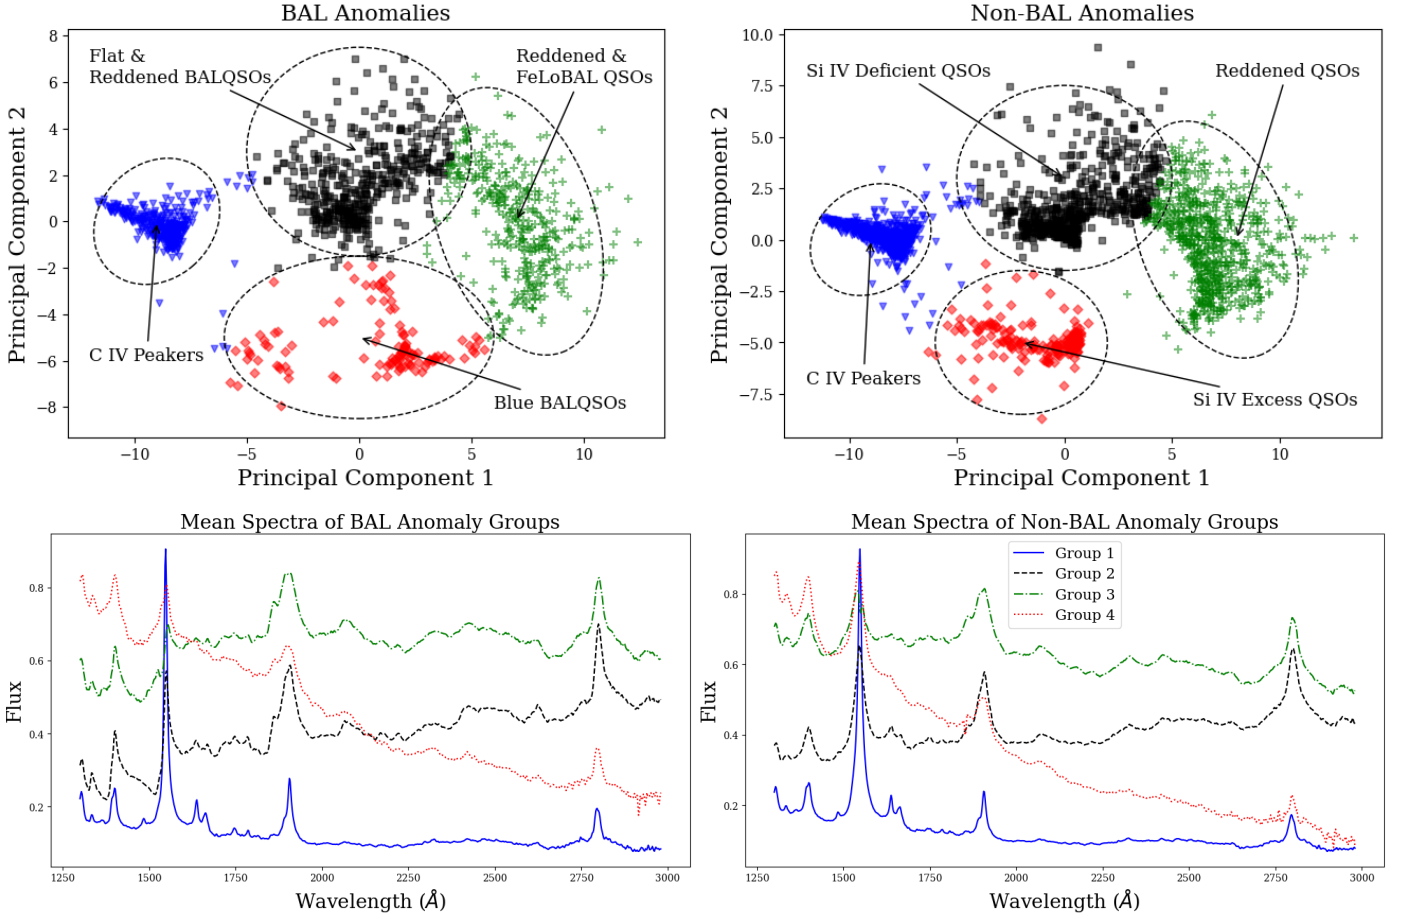 BAL Anomalies
8
6
4
2
0
−2
−4
−6
−8
Principal Component 2
Flat &
Reddened BALQSOs
Reddened &
FeLoBAL QSOs
C IV Peakers
Blue BALQSOs
−10
−5
0
5
10
Principal Component 1
Non-BAL Anomalies
10.0
7.5
5.0
2.5
0.0
−2.5
−5.0
−7.5
Principal Component 2
Si IV Deficient QSOs
Reddened QSOs
C IV Peakers
Si IV Excess QSOs
−10
−5
0
5
10
Principal Component 1
Mean Spectra of BAL Anomaly Groups
0.8
0.6
0.4
0.2
Flux
1250
1500
1750
2000
2250
2500
2750
3000
Wavelength (Å)
Mean Spectra of Non-BAL Anomaly Groups
Group 1
Group 2
Group 3
Group 4
0.8
0.6
0.4
0.2
Flux
1250
1500
1750
2000
2250
2500
2750
3000
Wavelength (Å)